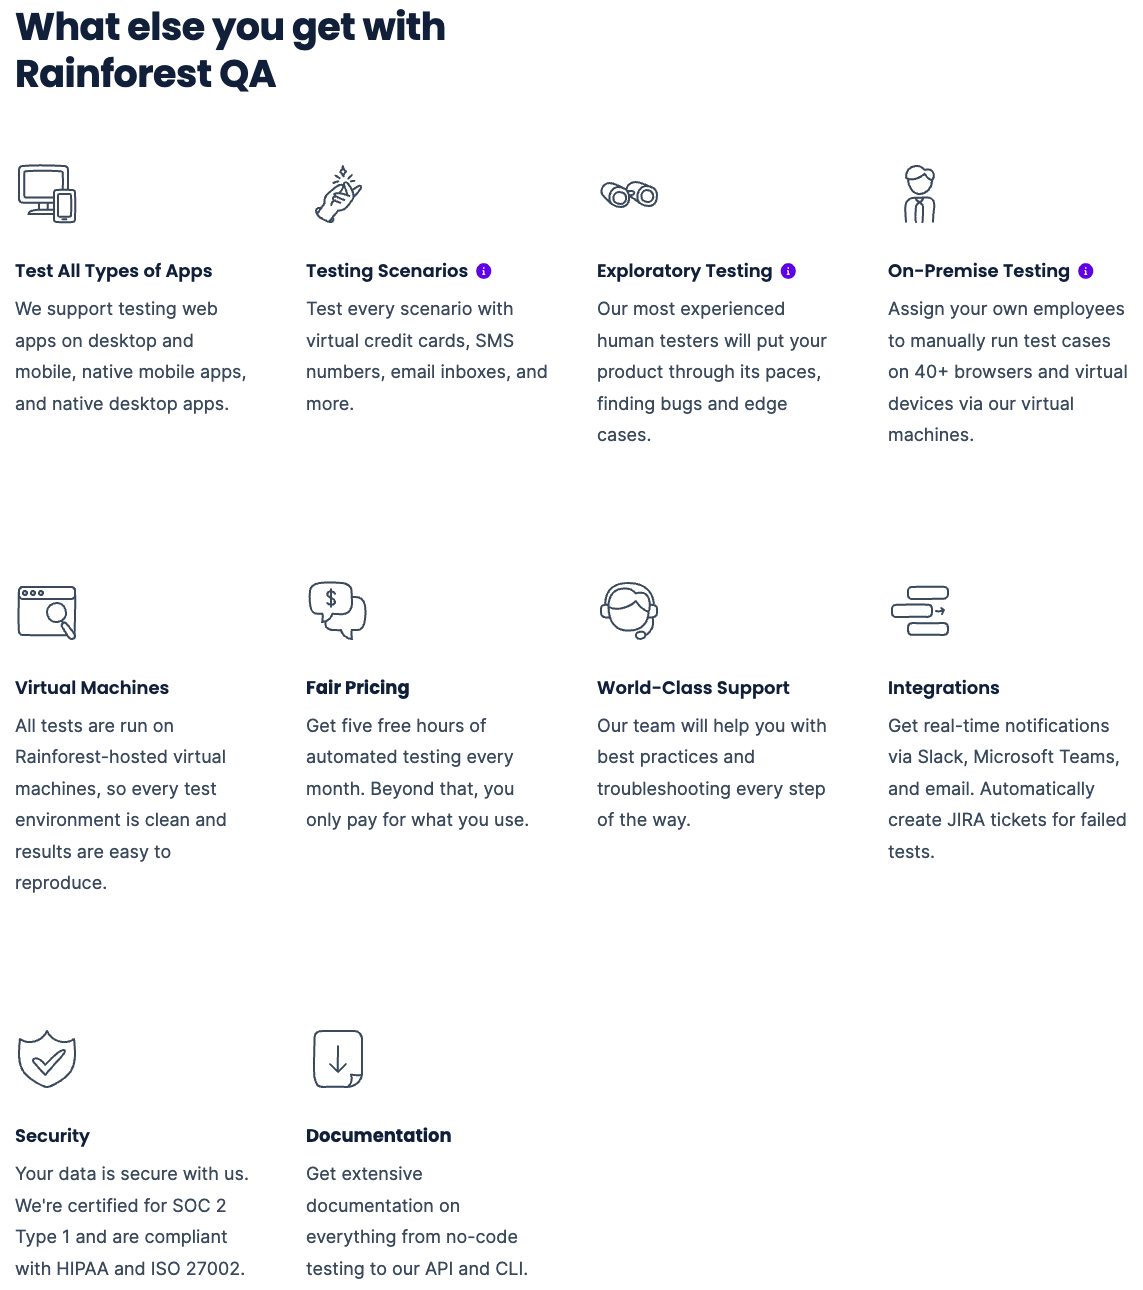 What else you get with
Rainforest QA
Test All Types of Apps
We support testing web
apps on desktop and
mobile, native mobile apps,
and native desktop apps.
Testing Scenarios i
Test every scenario with
virtual credit cards, SMS
numbers, email inboxes, and
more.
Exploratory Testing i
Our most experienced
human testers will put your
product through its paces,
finding bugs and edge
cases.
On-Premise Testing i
Assign your own employees
to manually run test cases
on 40+ browsers and virtual
devices via our virtual
machines.
Virtual Machines
All tests are run on
Rainforest-hosted virtual
machines, so every test
environment is clean and
results are easy to
reproduce.
$
Fair Pricing
Get five free hours of
automated testing every
month. Beyond that, you
only pay for what you use.
World-Class Support
Our team will help you with
best practices and
troubleshooting every step
of the way.
Integrations
Get real-time notifications
via Slack, Microsoft Teams,
and email. Automatically
create JIRA tickets for failed
tests.
Security
Your data is secure with us.
We're certified for SOC 2
Type 1 and are compliant
with HIPAA and ISO 27002.
Documentation
Get extensive
documentation on
everything from no-code
testing to our API and CLI.